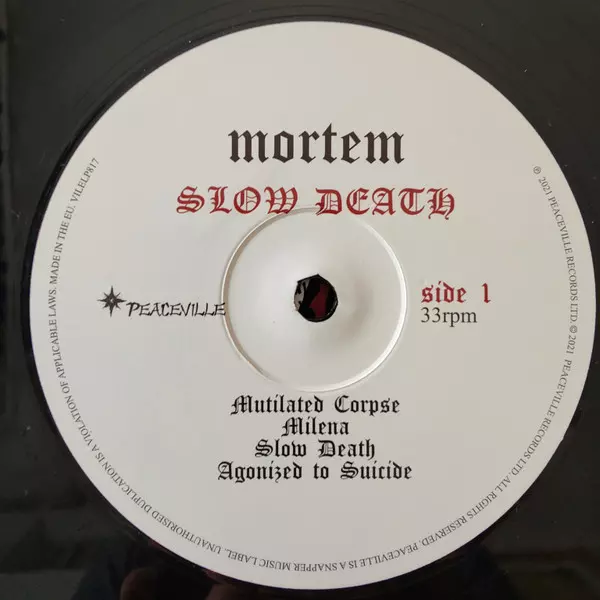 mortem
SLOW DEATH
PEACEVILLE
side 1
33rpm
Mutilated Corpse
Milena
Slow Death
Agonized to Suicide
℗ 2021 PEACEVILLE RECORDS LTD. © 2021 PEACEVILLE RECORDS LTD. ALL RIGHTS RESERVED. PEACEVILLE IS A SNAPPER MUSIC LABEL. UNAUTHORISED DUPLICATION IS A VIOLATION OF APPLICABLE LAWS. MADE IN THE EU. VILELP817